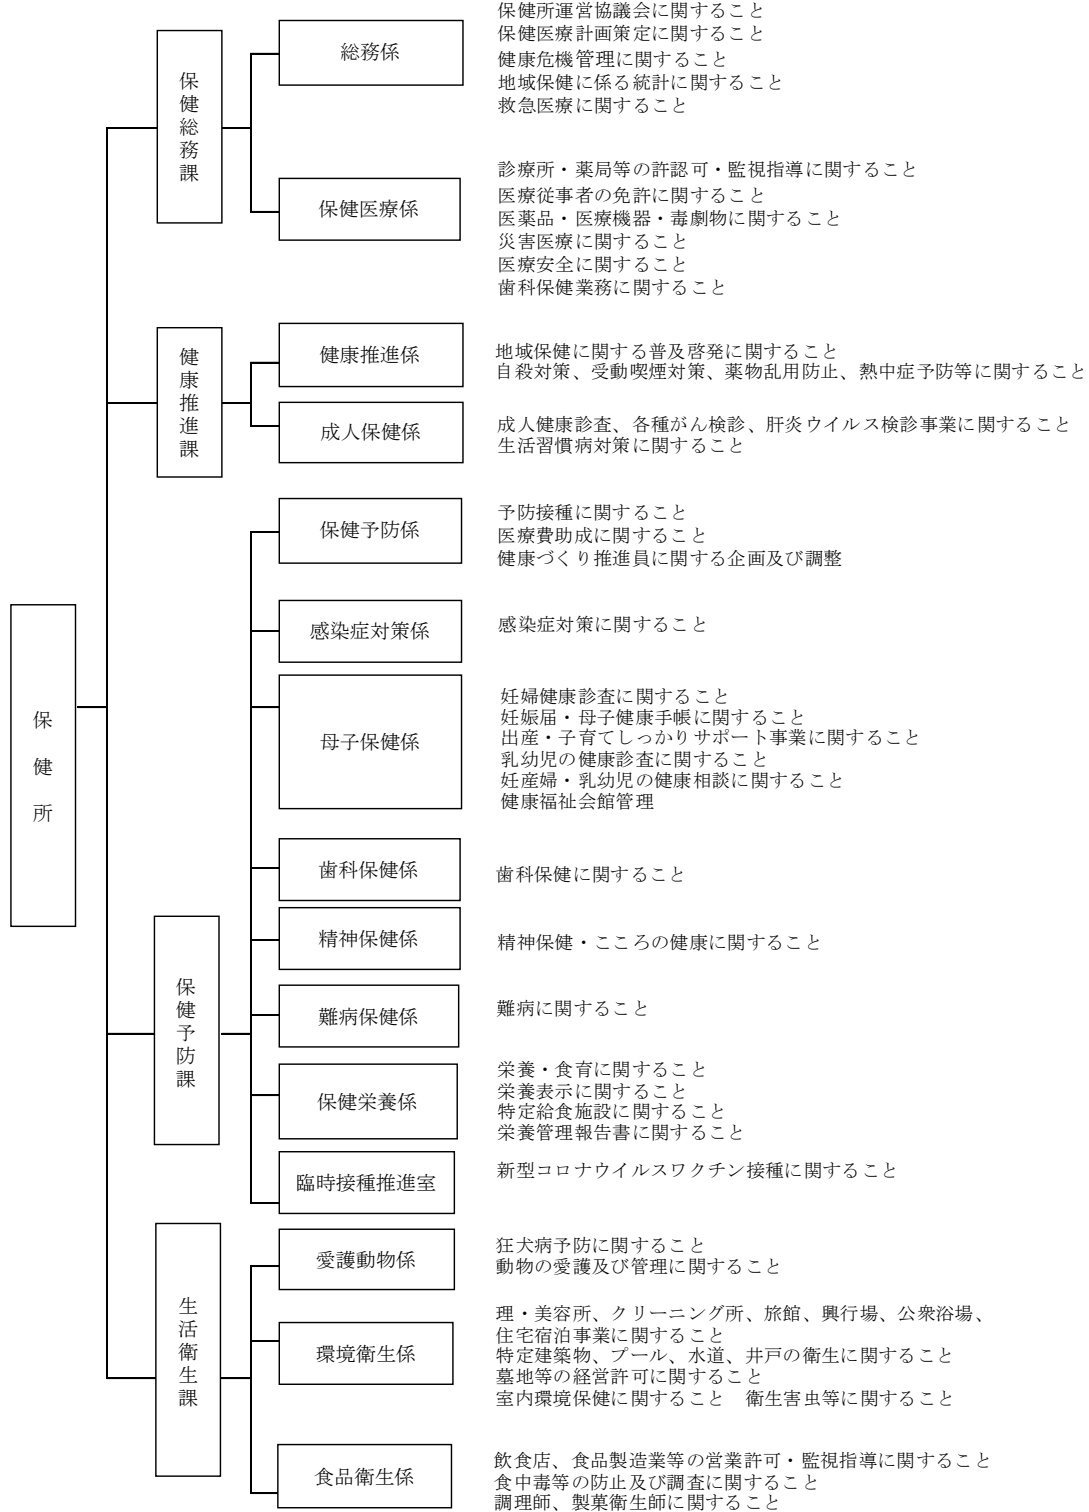 保健所
保健総務課
総務係
保健所運営協議会に関すること
保健医療計画策定に関すること
健康危機管理に関すること
地域保健に係る統計に関すること
救急医療に関すること
保健医療係
診療所・薬局等の許認可・監視指導に関すること
医療従事者の免許に関すること
医薬品・医療機器・毒劇物に関すること
災害医療に関すること
医療安全に関すること
歯科保健業務に関すること
健康推進課
健康推進係
地域保健に関する普及啓発に関すること
自殺対策、受動喫煙対策、薬物乱用防止、熱中症予防等に関すること
成人保健係
成人健康診査、各種がん検診、肝炎ウイルス検診事業に関すること
生活習慣病対策に関すること
保健予防課
保健予防係
予防接種に関すること
医療費助成に関すること
健康づくり推進員に関する企画及び調整
感染症対策係
感染症対策に関すること
母子保健係
妊婦健康診査に関すること
妊娠届・母子健康手帳に関すること
出産・子育てしっかりサポート事業に関すること
乳幼児の健康診査に関すること
妊産婦・乳幼児の健康相談に関すること
健康福祉会館管理
歯科保健係
歯科保健に関すること
精神保健係
精神保健・こころの健康に関すること
難病保健係
難病に関すること
保健栄養係
栄養・食育に関すること
栄養表示に関すること
特定給食施設に関すること
栄養管理報告書に関すること
臨時接種推進室
新型コロナウイルスワクチン接種に関すること
生活衛生課
愛護動物係
狂犬病予防に関すること
動物の愛護及び管理に関すること
環境衛生係
理・美容所、クリーニング所、旅館、興行場、公衆浴場、
住宅宿泊事業に関すること
特定建築物、プール、水道、井戸の衛生に関すること
墓地等の経営許可に関すること
室内環境保健に関すること　衛生害虫等に関すること
食品衛生係
飲食店、食品製造業等の営業許可・監視指導に関すること
食中毒等の防止及び調査に関すること
調理師、製菓衛生師に関すること